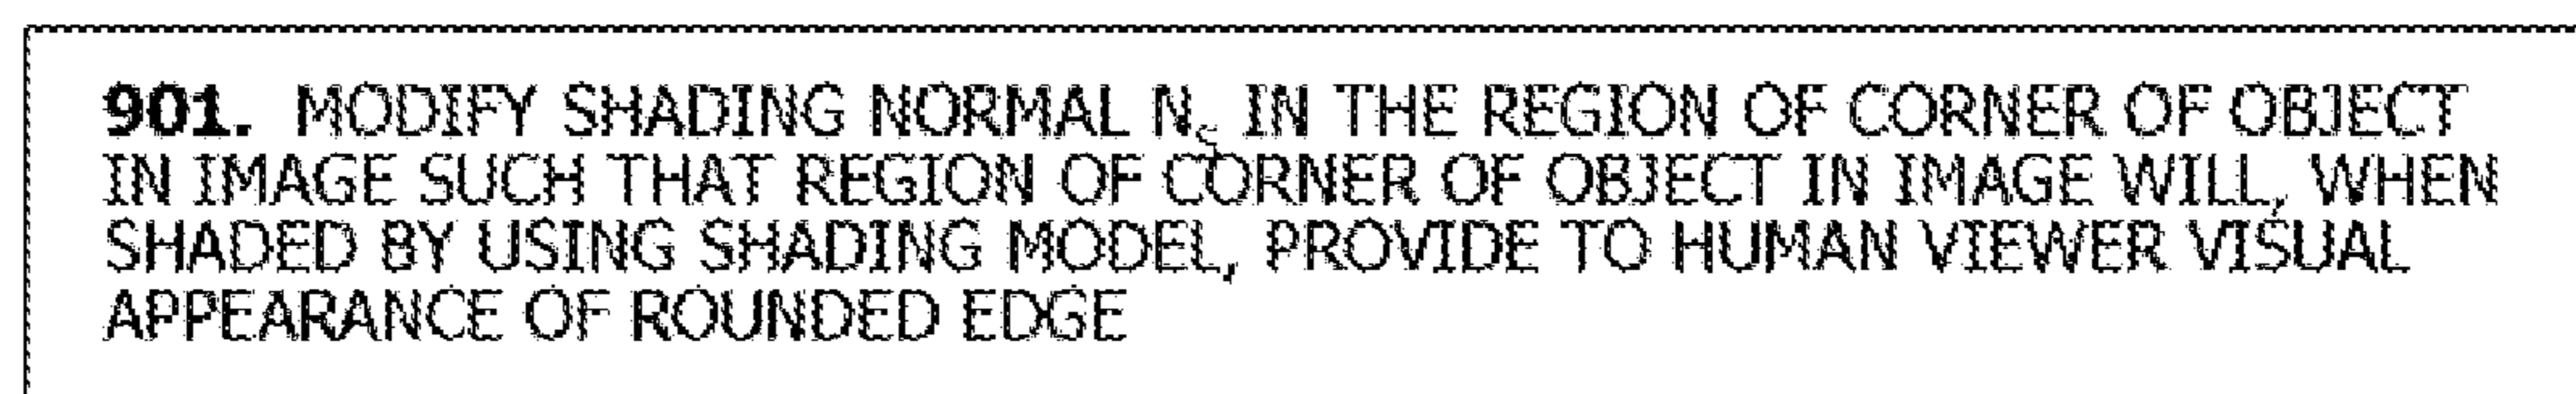 901. MODIFY SHADING NORMAL Nₛ IN THE REGION OF CORNER OF OBJECT
IN IMAGE SUCH THAT REGION OF CORNER OF OBJECT IN IMAGE WILL, WHEN
SHADED BY USING SHADING MODEL, PROVIDE TO HUMAN VIEWER VISUAL
APPEARANCE OF ROUNDED EDGE